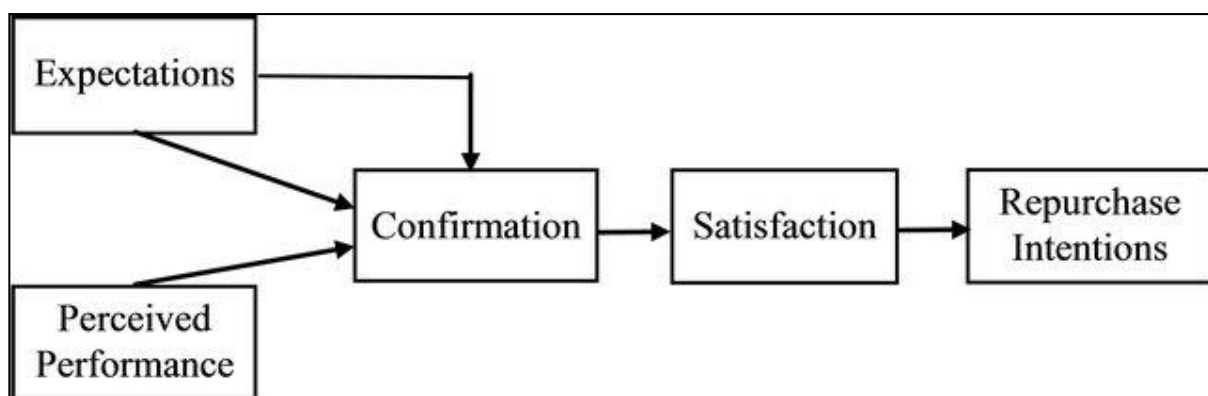 Expectations
Confirmation
Satisfaction
Repurchase
Intentions
Perceived
Performance